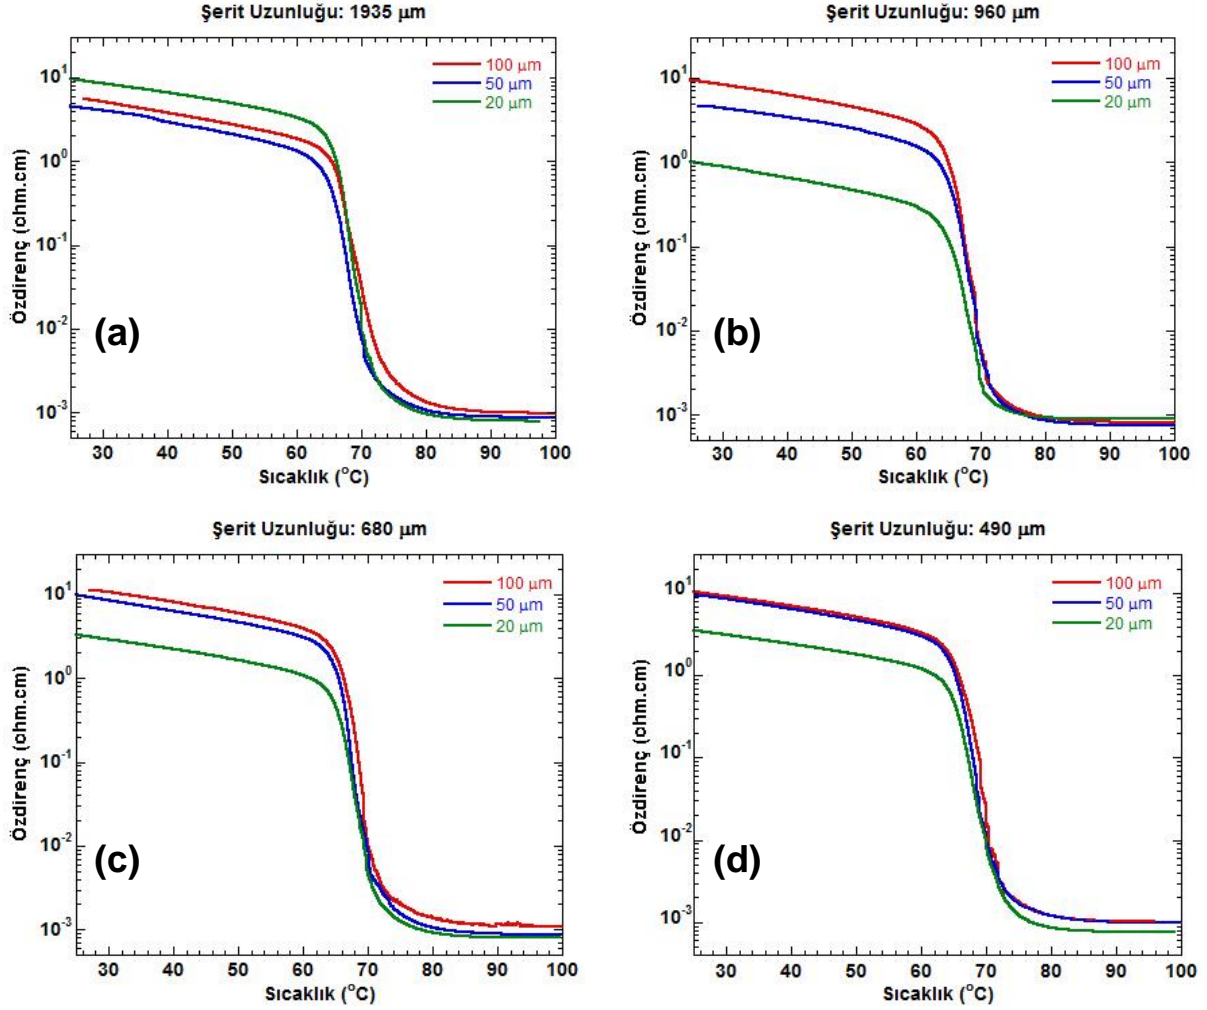 Şerit Uzunluğu: 1935 μm
100 μm
50 μm
20 μm
10¹
10⁰
10⁻¹
10⁻²
10⁻³
Özdirenç (ohm.cm)
(a)
30 40 50 60 70 80 90 100
Sıcaklık (°C)
Şerit Uzunluğu: 960 μm
100 μm
50 μm
20 μm
10¹
10⁰
10⁻¹
10⁻²
10⁻³
Özdirenç (ohm.cm)
(b)
30 40 50 60 70 80 90 100
Sıcaklık (°C)
Şerit Uzunluğu: 680 μm
100 μm
50 μm
20 μm
10¹
10⁰
10⁻¹
10⁻²
10⁻³
Özdirenç (ohm.cm)
(c)
30 40 50 60 70 80 90 100
Sıcaklık (°C)
Şerit Uzunluğu: 490 μm
100 μm
50 μm
20 μm
10¹
10⁰
10⁻¹
10⁻²
10⁻³
Özdirenç (ohm.cm)
(d)
30 40 50 60 70 80 90 100
Sıcaklık (°C)